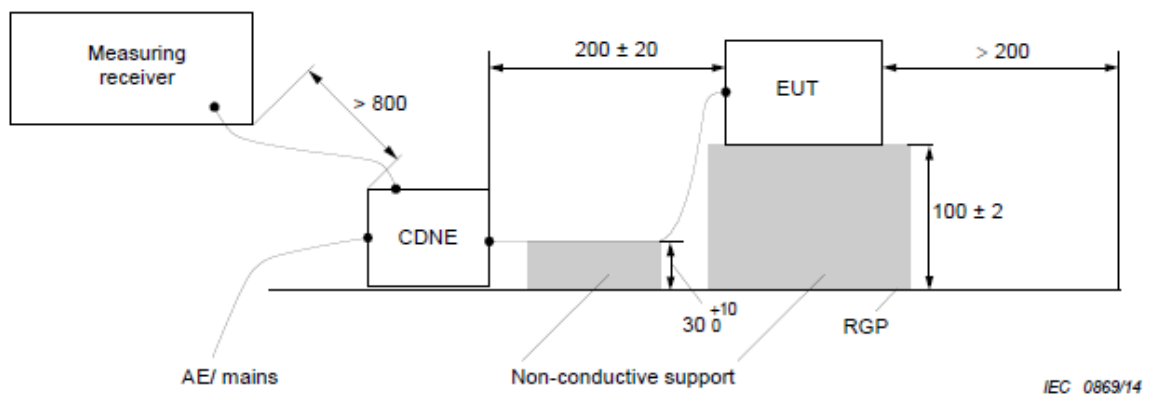 Measuring
receiver
> 800
200 ± 20
> 200
EUT
CDNE
100 ± 2
30 +10 0
RGP
AE/ mains
Non-conductive support
IEC 0869/14